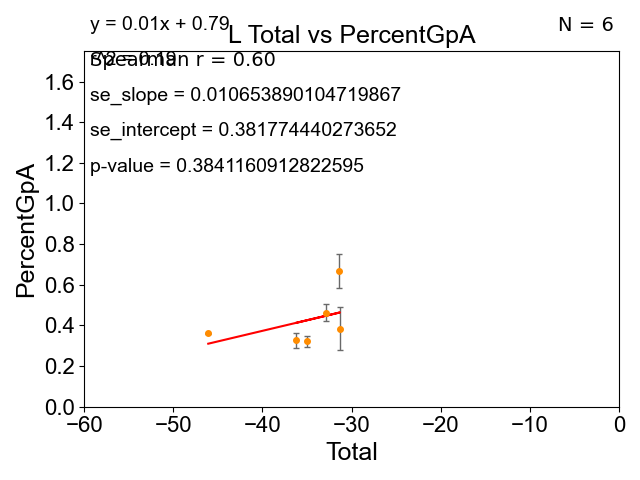 y = 0.01x + 0.79
L Total vs PercentGpA
N = 6
Spearman r = 0.60
se_slope = 0.010653890104719867
se_intercept = 0.381774440273652
p-value = 0.3841160912822595
PercentGpA
1.6
1.4
1.2
1.0
0.8
0.6
0.4
0.2
0.0
−60 −50 −40 −30 −20 −10 0
Total